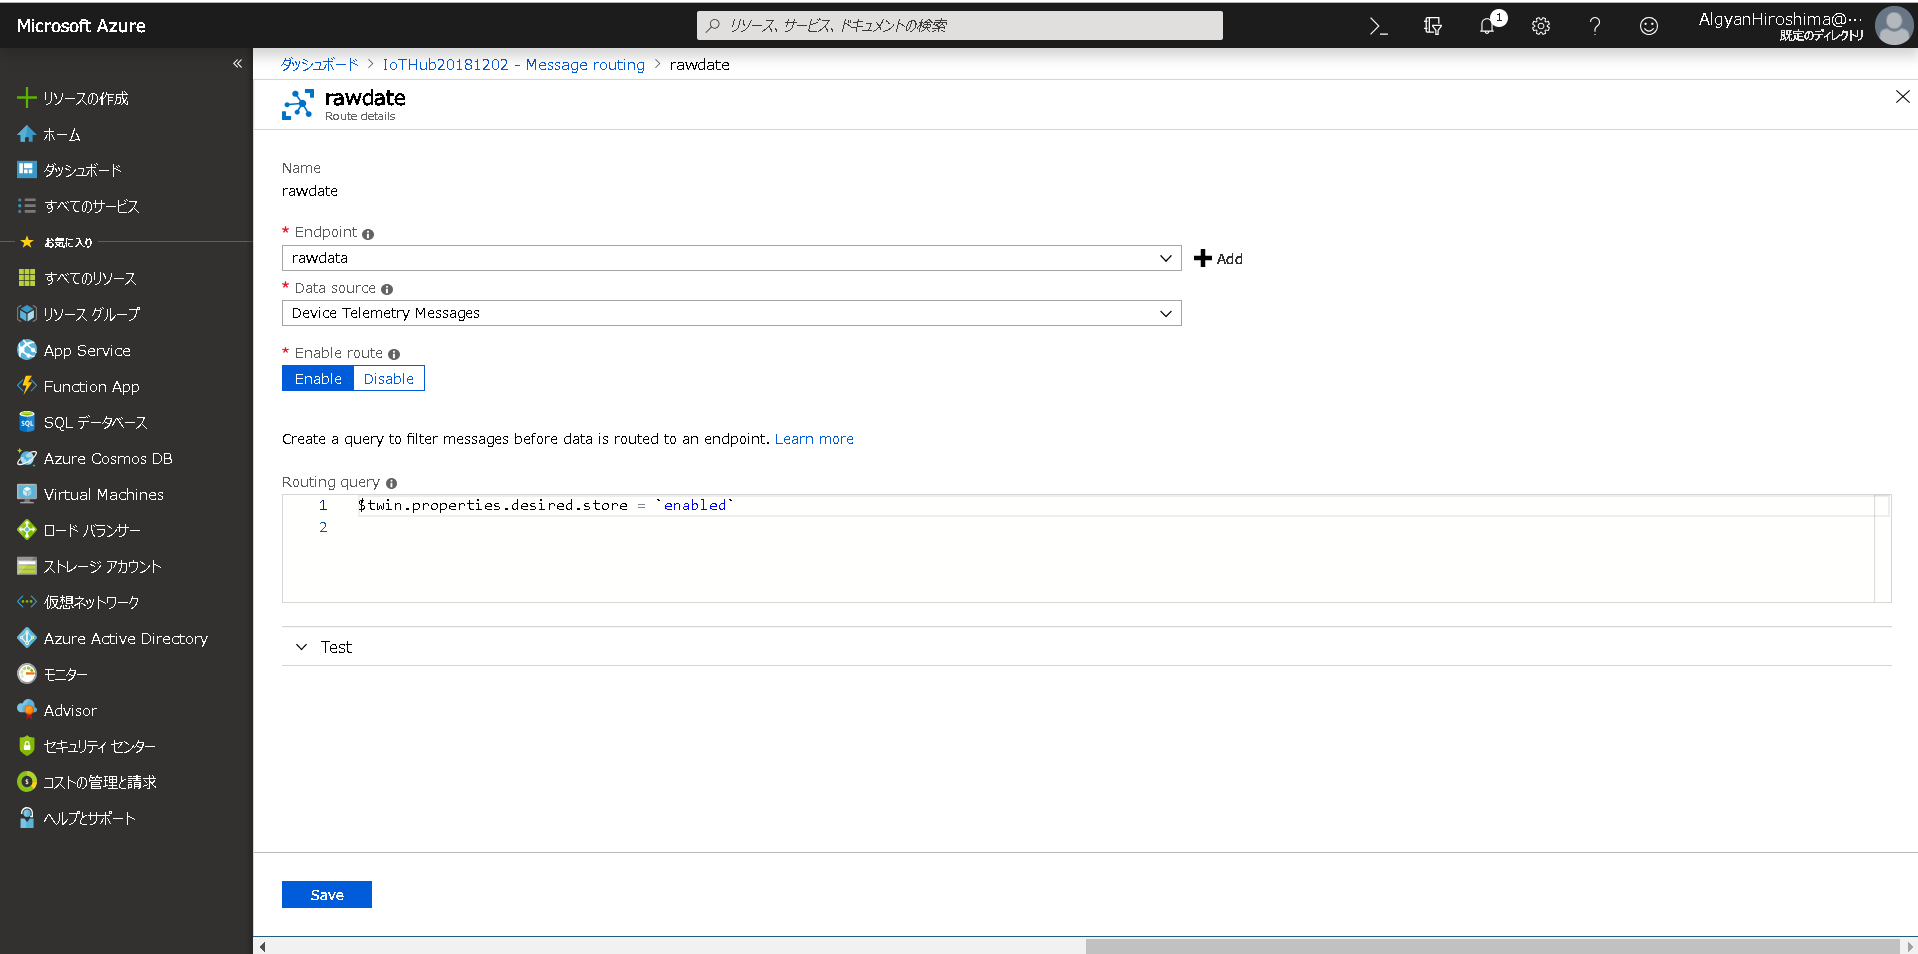 Microsoft Azure
リソース、サービス、ドキュメントの検索
1
AlgyanHiroshima@···
既定のディレクトリ
«
リソースの作成
ホーム
ダッシュボード
すべてのサービス
お気に入り
すべてのリソース
リソース グループ
App Service
Function App
SQL データベース
Azure Cosmos DB
Virtual Machines
ロード バランサー
ストレージ アカウント
仮想ネットワーク
Azure Active Directory
モニター
Advisor
セキュリティ センター
コストの管理と請求
ヘルプとサポート
ダッシュボード > IoTHub20181202 - Message routing > rawdate
rawdate
Route details
Name
rawdate
* Endpoint
rawdata
Add
* Data source
Device Telemetry Messages
* Enable route
Enable Disable
Create a query to filter messages before data is routed to an endpoint. Learn more
Routing query
1 $twin.properties.desired.store = `enabled`
2
Test
Save